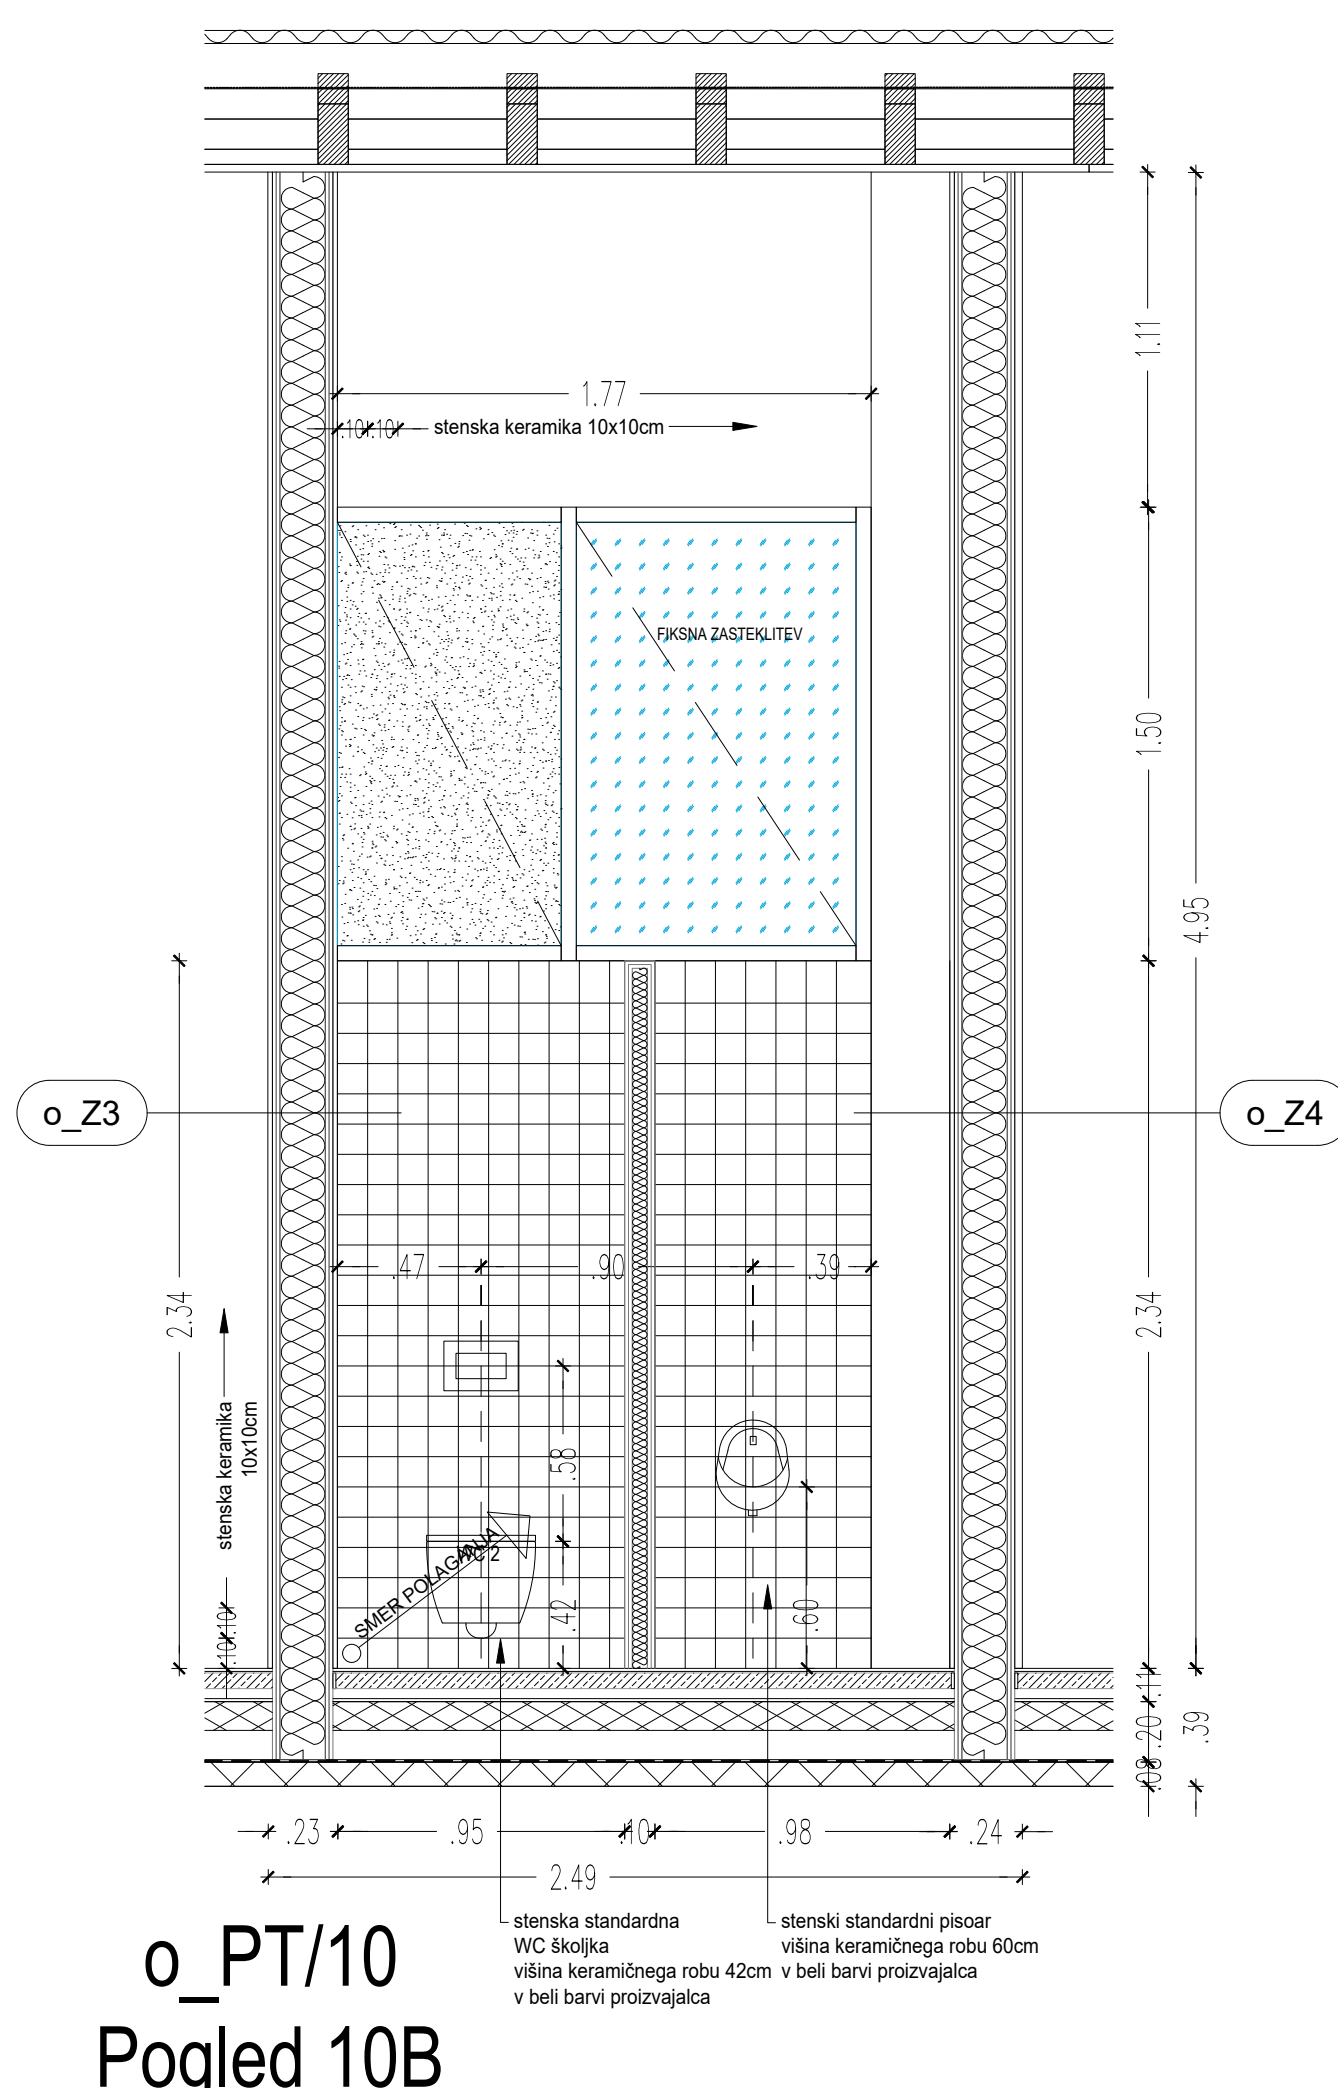 1.11
1.77
.10
.10
stenska keramika 10x10cm
FIKSNA ZASTEKLITEV
1.50
4.95
o_Z3
o_Z4
.47
.90
.39
2.34
2.34
stenska keramika
10x10cm
.58
SMER POLAGANJA
WC 2
.42
.60
.10
.10
.11
.20
.39
.08
.23
.95
.10
.98
.24
2.49
stenska standardna
WC školjka
višina keramičnega robu 42cm
v beli barvi proizvajalca
stenski standardni pisoar
višina keramičnega robu 60cm
v beli barvi proizvajalca
o_PT/10
Pogled 10B